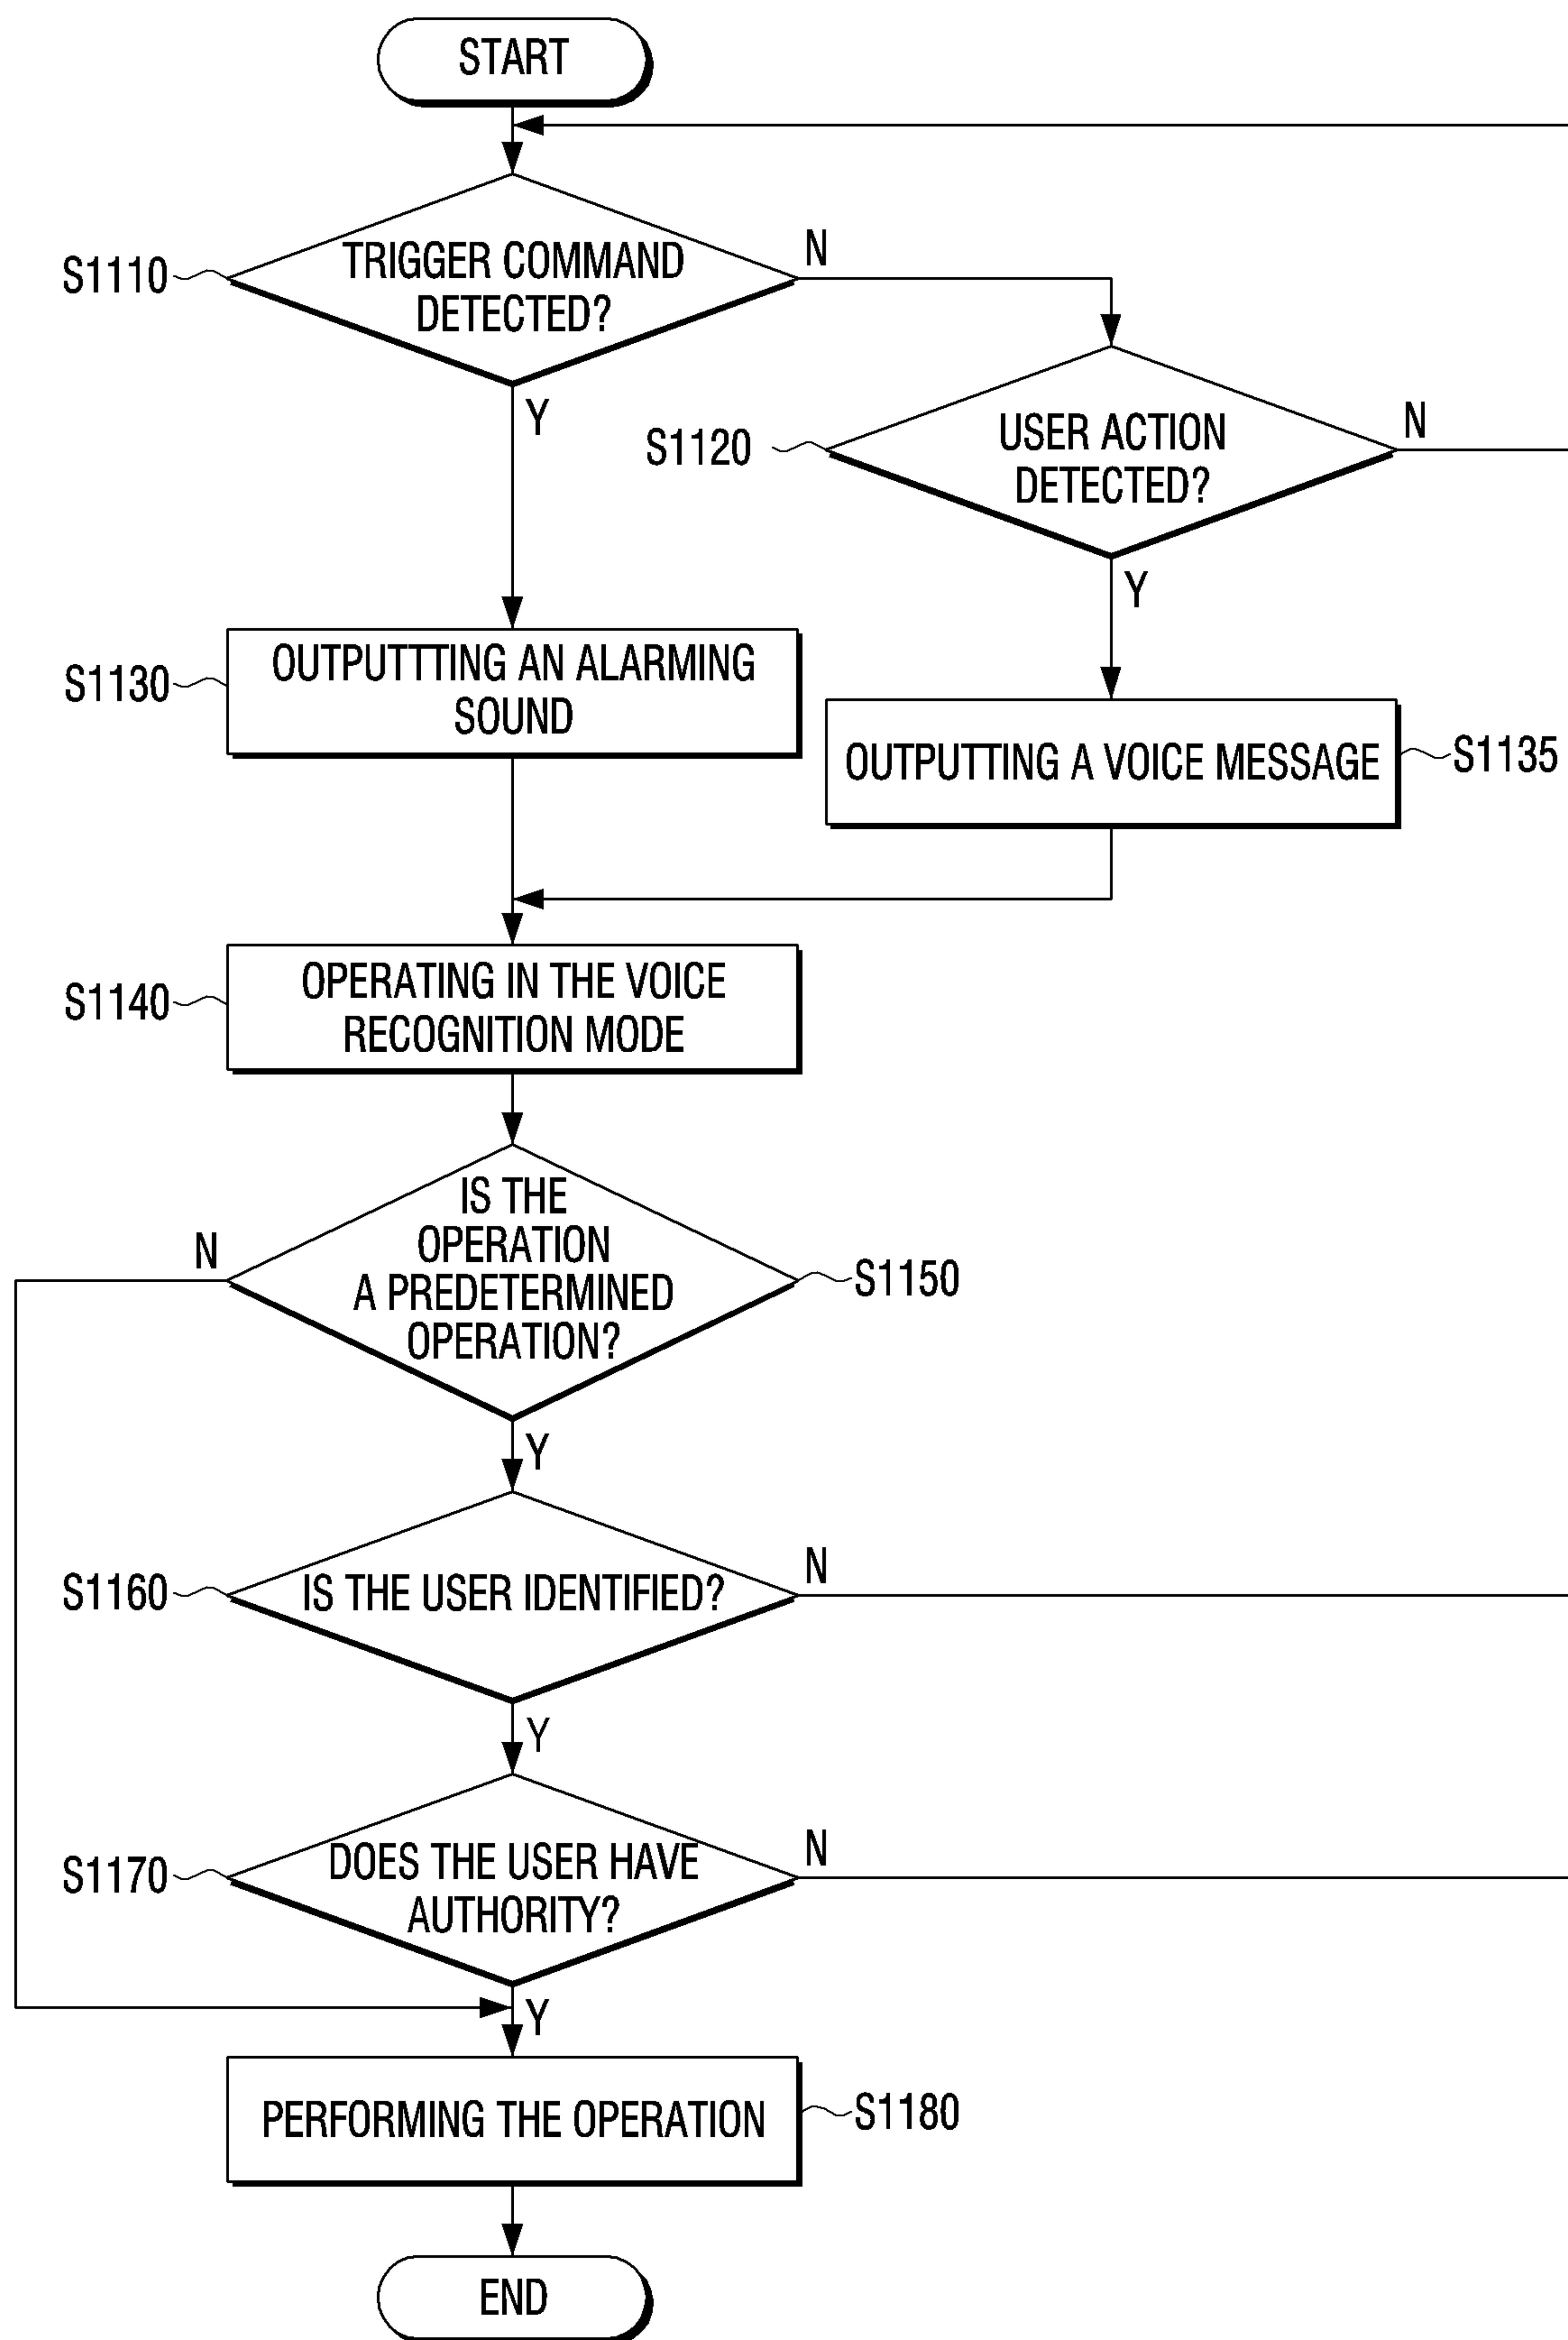 START
S1110
TRIGGER COMMAND
DETECTED?
N
Y
S1120
USER ACTION
DETECTED?
N
Y
S1130
OUTPUTTTING AN ALARMING
SOUND
OUTPUTTING A VOICE MESSAGE
S1135
S1140
OPERATING IN THE VOICE
RECOGNITION MODE
N
IS THE
OPERATION
A PREDETERMINED
OPERATION?
S1150
Y
S1160
IS THE USER IDENTIFIED?
N
Y
S1170
DOES THE USER HAVE
AUTHORITY?
N
Y
PERFORMING THE OPERATION
S1180
END